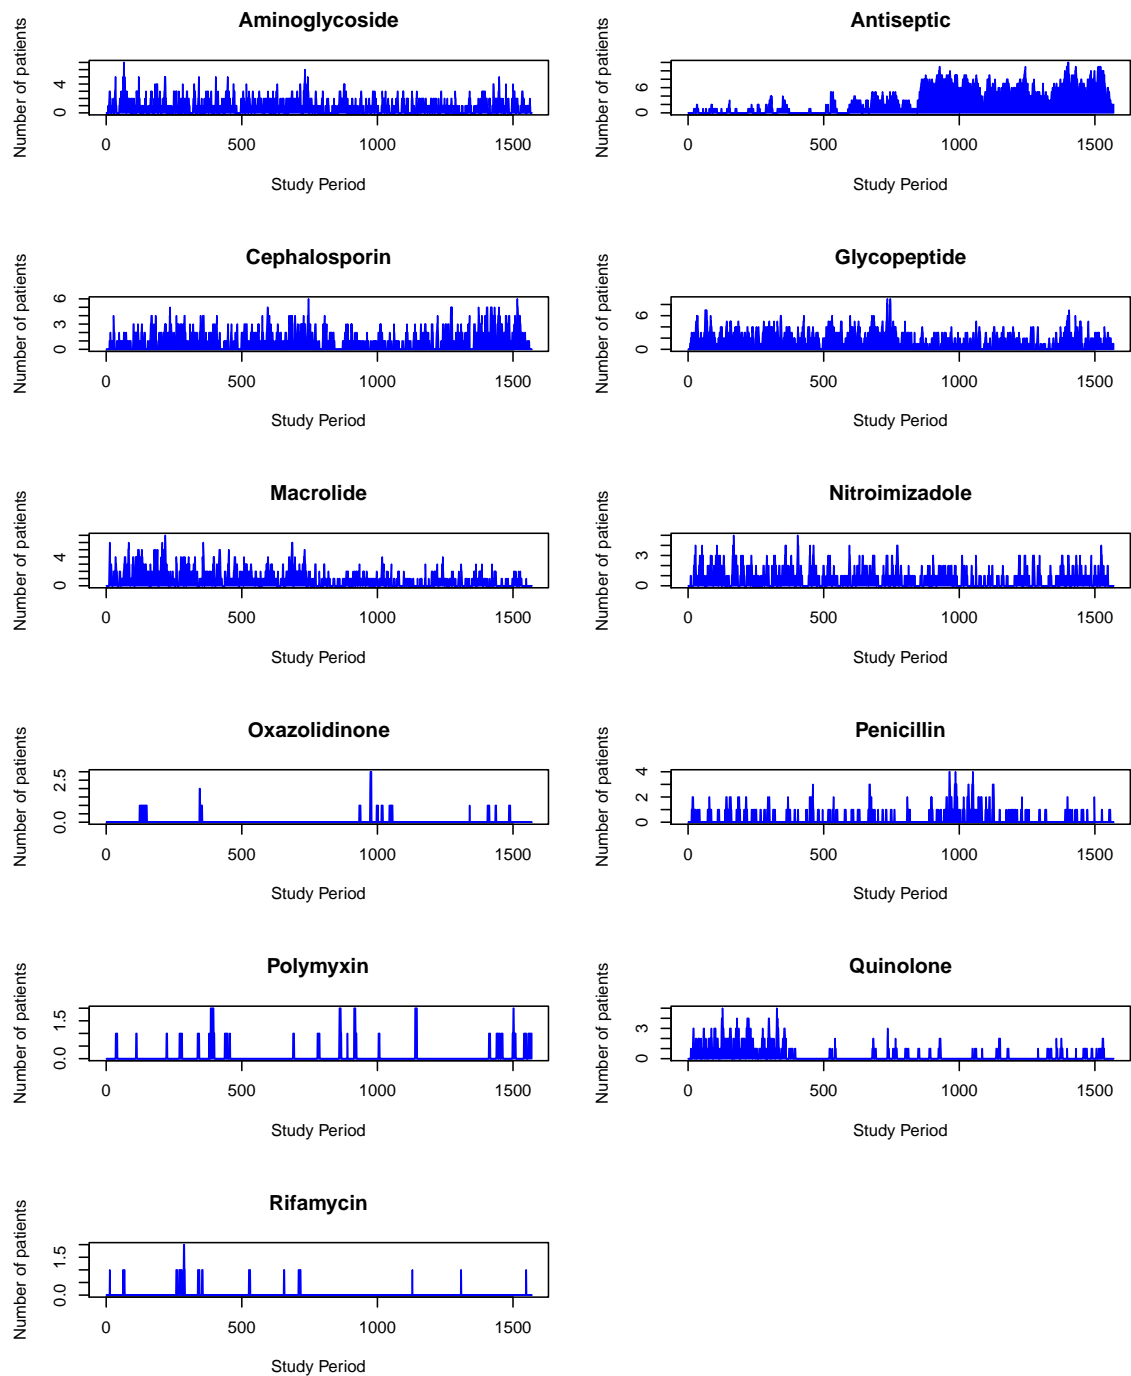 Aminoglycoside
Number of patients
0 4
0 500 1000 1500
Study Period
Antiseptic
Number of patients
0 6
0 500 1000 1500
Study Period
Cephalosporin
Number of patients
0 3 6
0 500 1000 1500
Study Period
Glycopeptide
Number of patients
0 6
0 500 1000 1500
Study Period
Macrolide
Number of patients
0 4
0 500 1000 1500
Study Period
Nitroimizadole
Number of patients
0 3
0 500 1000 1500
Study Period
Oxazolidinone
Number of patients
0.0 2.5
0 500 1000 1500
Study Period
Penicillin
Number of patients
0 2 4
0 500 1000 1500
Study Period
Polymyxin
Number of patients
0.0 1.5
0 500 1000 1500
Study Period
Quinolone
Number of patients
0 3
0 500 1000 1500
Study Period
Rifamycin
Number of patients
0.0 1.5
0 500 1000 1500
Study Period